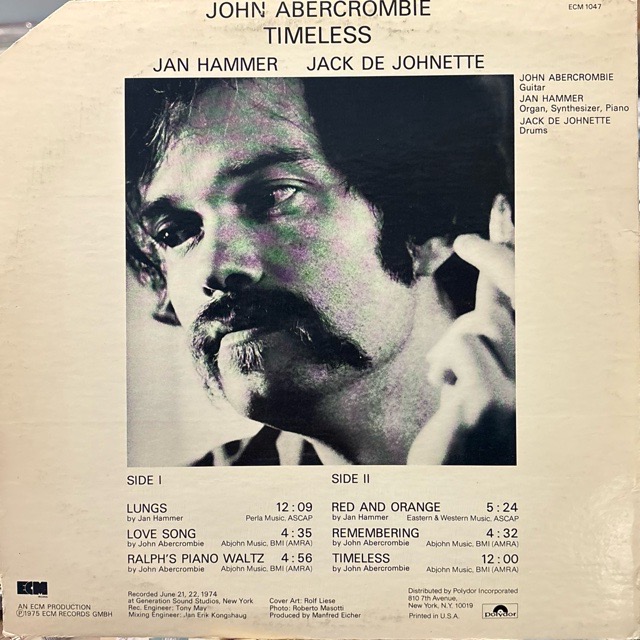 JOHN ABERCROMBIE
ECM 1047
TIMELESS
JAN HAMMER JACK DE JOHNETTE
JOHN ABERCROMBIE
Guitar
JAN HAMMER
Organ, Synthesizer, Piano
JACK DE JOHNETTE
Drums
SIDE I
LUNGS 12:09
by Jan Hammer Perla Music, ASCAP
LOVE SONG 4:35
by John Abercrombie Abjohn Music, BMI (AMRA)
RALPH'S PIANO WALTZ 4:56
by John Abercrombie Abjohn Music, BMI (AMRA)
SIDE II
RED AND ORANGE 5:24
by Jan Hammer Eastern & Western Music, ASCAP
REMEMBERING 4:32
by John Abercrombie Abjohn Music, BMI (AMRA)
TIMELESS 12:00
by John Abercrombie Abjohn Music, BMI (AMRA)
ECM
AN ECM PRODUCTION
Ⓟ1975 ECM RECORDS GMBH
Recorded June 21, 22, 1974
at Generation Sound Studios, New York
Rec. Engineer: Tony May
Mixing Engineer: Jan Erik Kongshaug
Cover Art: Rolf Liese
Photo: Roberto Masotti
Produced by Manfred Eicher
Distributed by Polydor Incorporated
810 7th Avenue,
New York, N.Y. 10019
Printed in U.S.A.
polydor